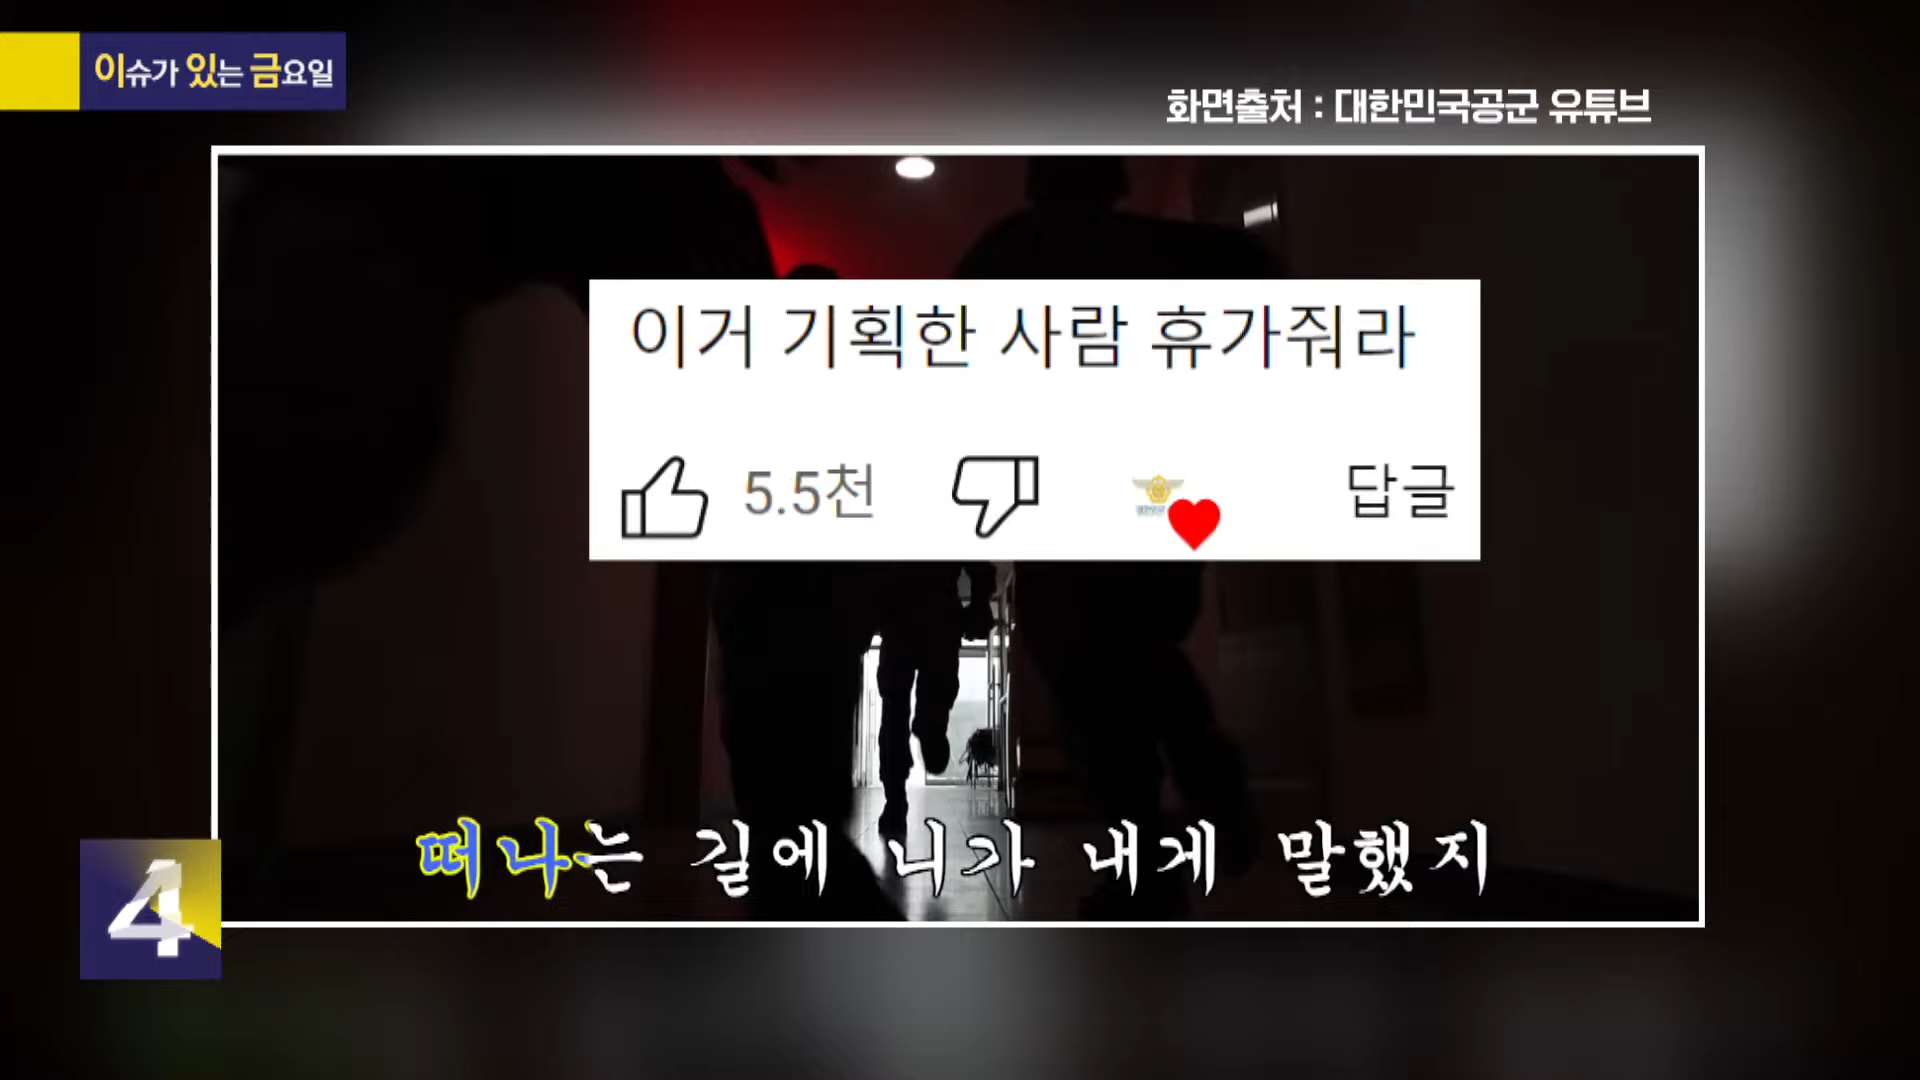 이슈가 있는 금요일
화면출처 : 대한민국공군 유튜브
이거 기획한 사람 휴가줘라
5.5천
답글
떠나는 길에 니가 내게 말했지
4